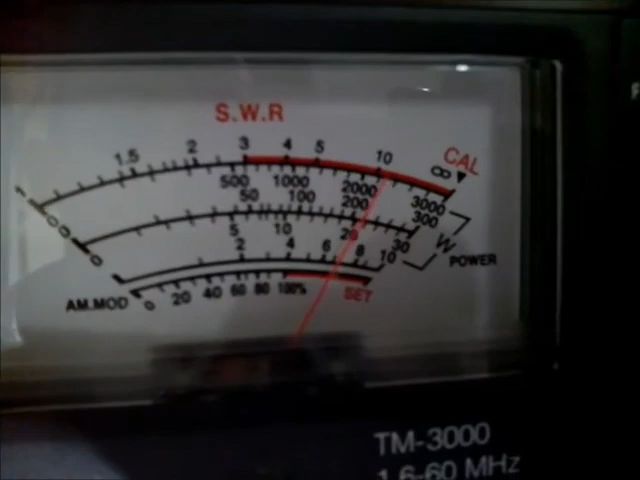 S.W.R
1 1.5 2 3 4 5 10 ∞ CAL
0 500 1000 2000 3000
50 100 200 300
0 5 10 20 30 W
2 4 6 8 10 POWER
AM.MOD 0 20 40 60 80 100% SET
TM-3000
1.6-60 MHz